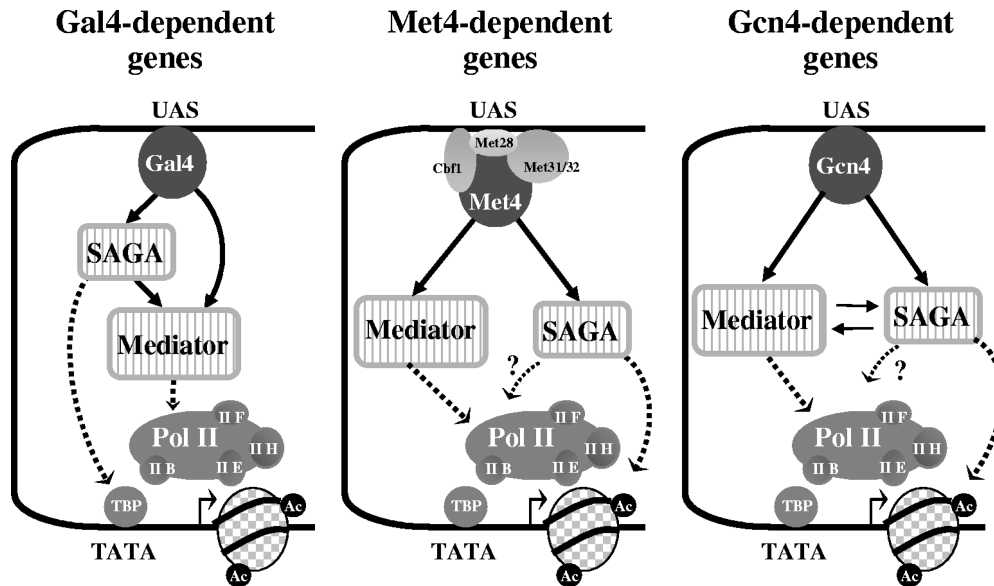 Gal4-dependent
genes
UAS
Gal4
SAGA
Mediator
II F
Pol II
II H
II B
II E
TBP
Ac
TATA
Ac
Met4-dependent
genes
UAS
Met28
Cbf1
Met31/32
Met4
Mediator
SAGA
?
II F
Pol II
II H
II B
II E
TBP
Ac
TATA
Ac
Gcn4-dependent
genes
UAS
Gcn4
Mediator
SAGA
?
II F
Pol II
II H
II B
II E
TBP
Ac
TATA
Ac